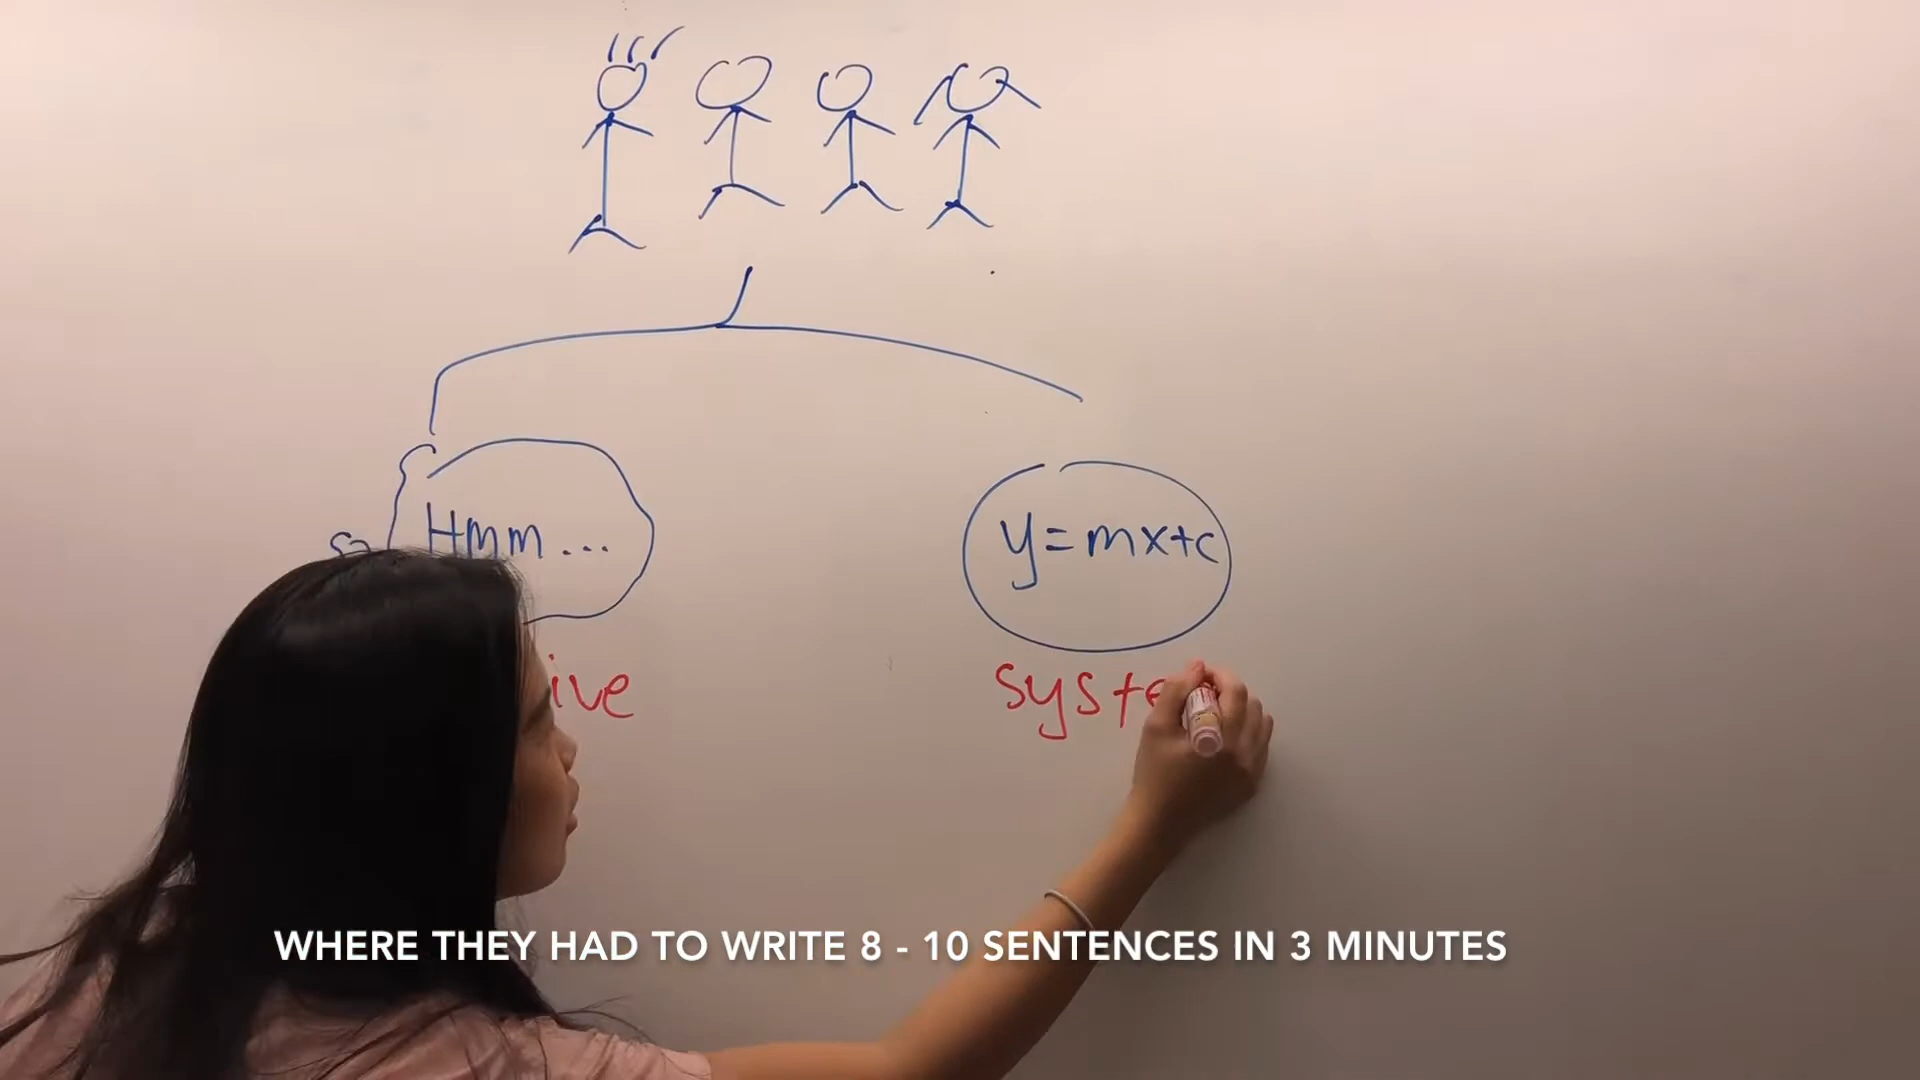 Hmm...
y=mx+c
ive
syste
WHERE THEY HAD TO WRITE 8 - 10 SENTENCES IN 3 MINUTES